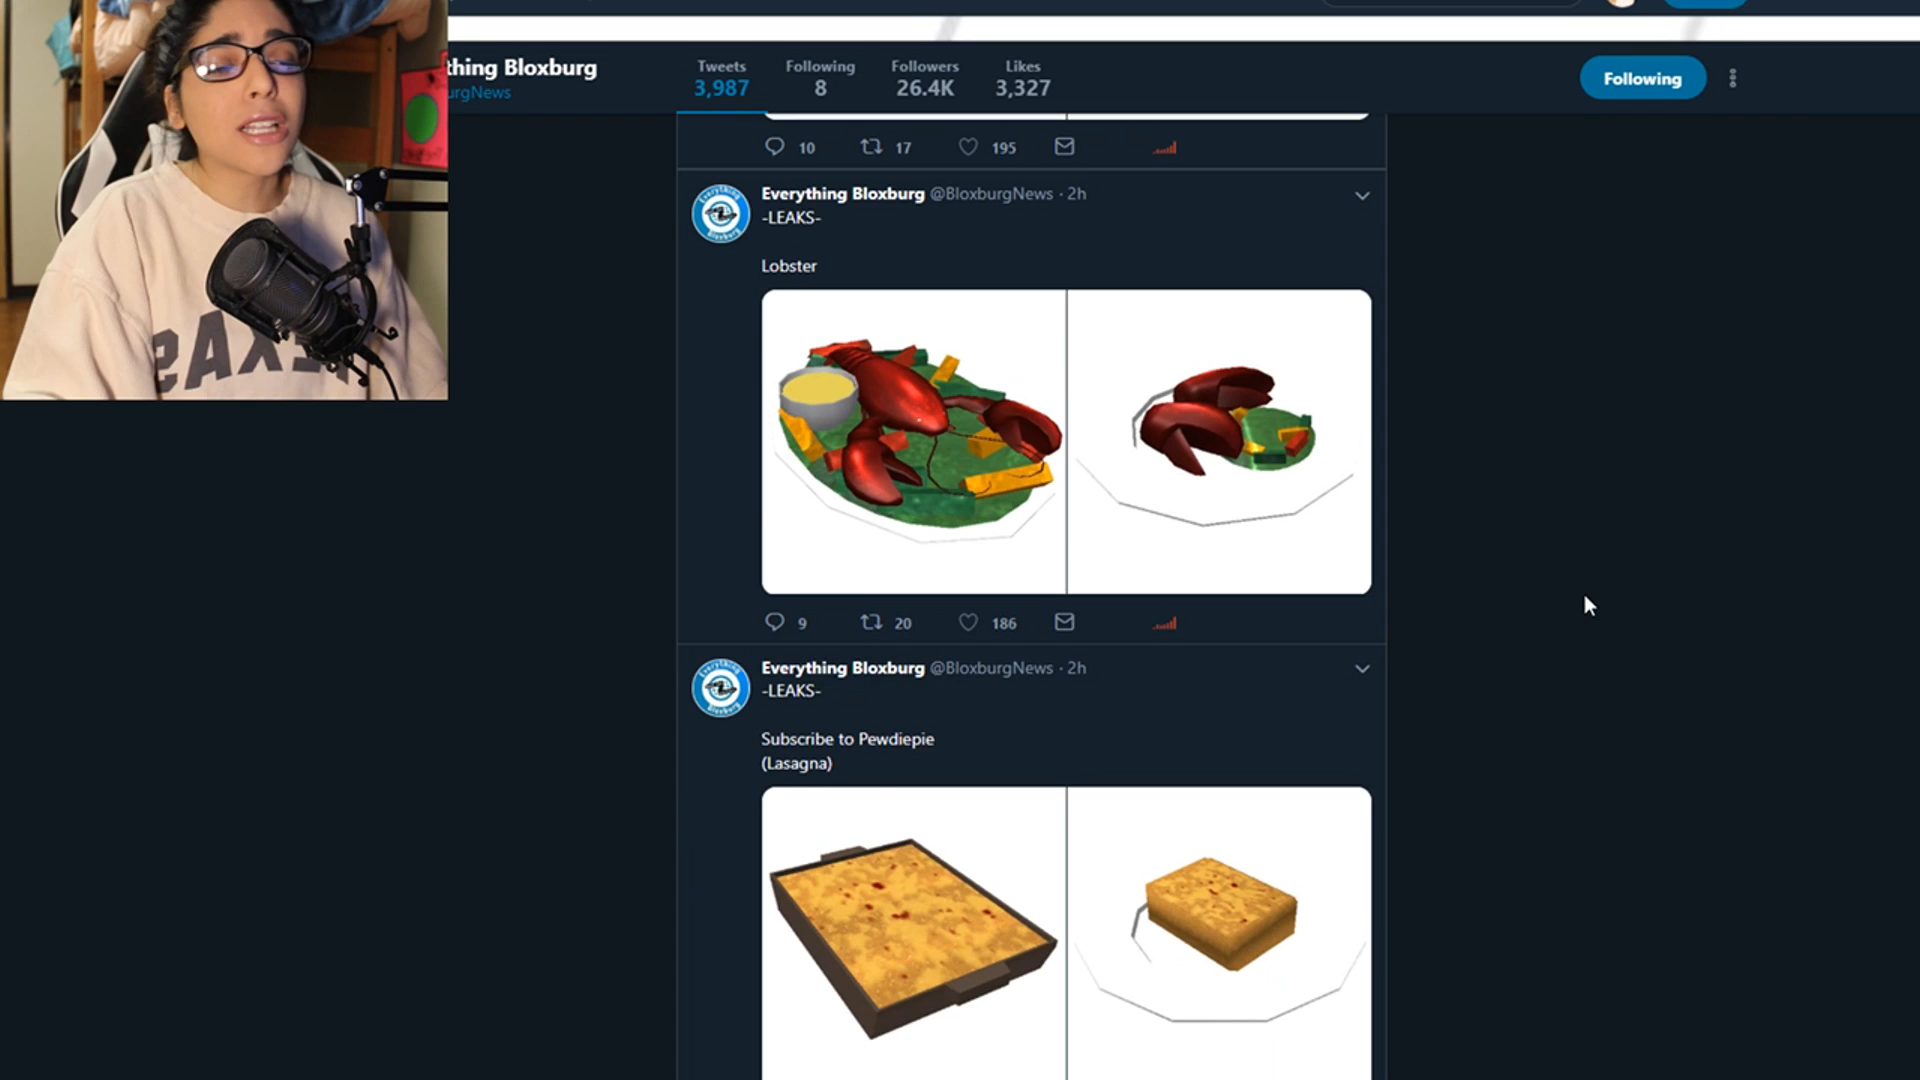 thing Bloxburg
urgNews
Tweets
3,987
Following
8
Followers
26.4K
Likes
3,327
Following
10 17 195
Everything Bloxburg @BloxburgNews · 2h
-LEAKS-
Lobster
9 20 186
Everything Bloxburg @BloxburgNews · 2h
-LEAKS-
Subscribe to Pewdiepie
(Lasagna)